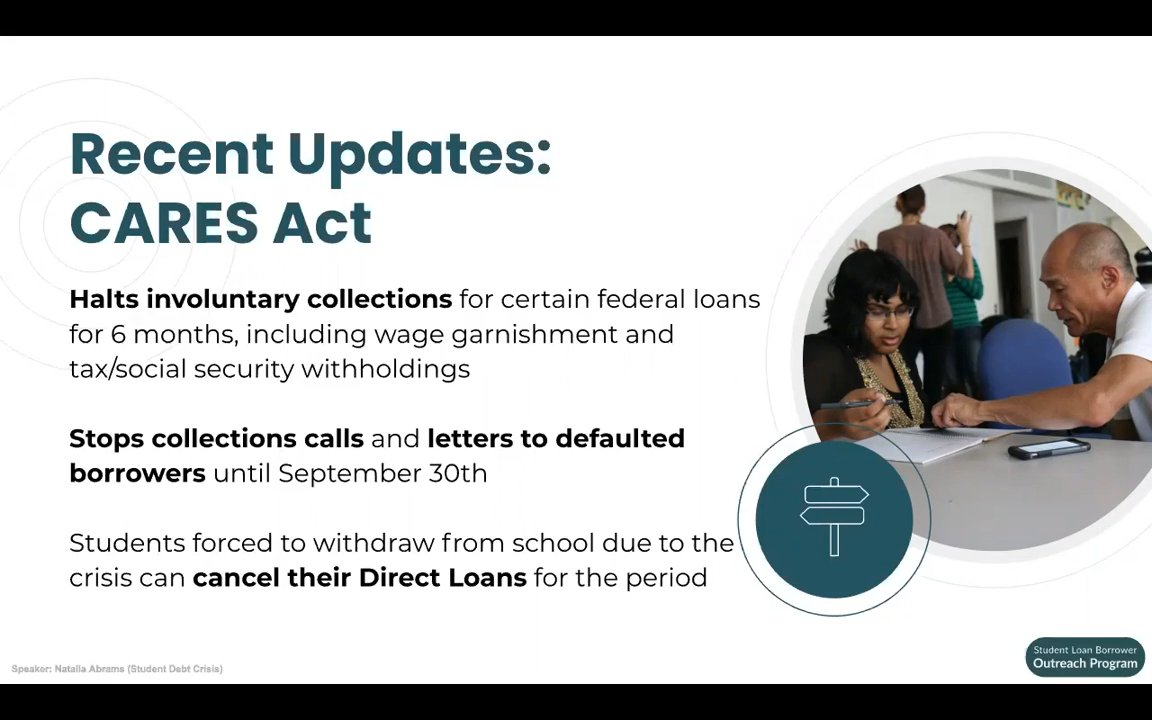 Recent Updates:
CARES Act
Halts involuntary collections for certain federal loans
for 6 months, including wage garnishment and
tax/social security withholdings
Stops collections calls and letters to defaulted
borrowers until September 30th
Students forced to withdraw from school due to the
crisis can cancel their Direct Loans for the period
Speaker: Natalia Abrams (Student Debt Crisis)
Student Loan Borrower
Outreach Program